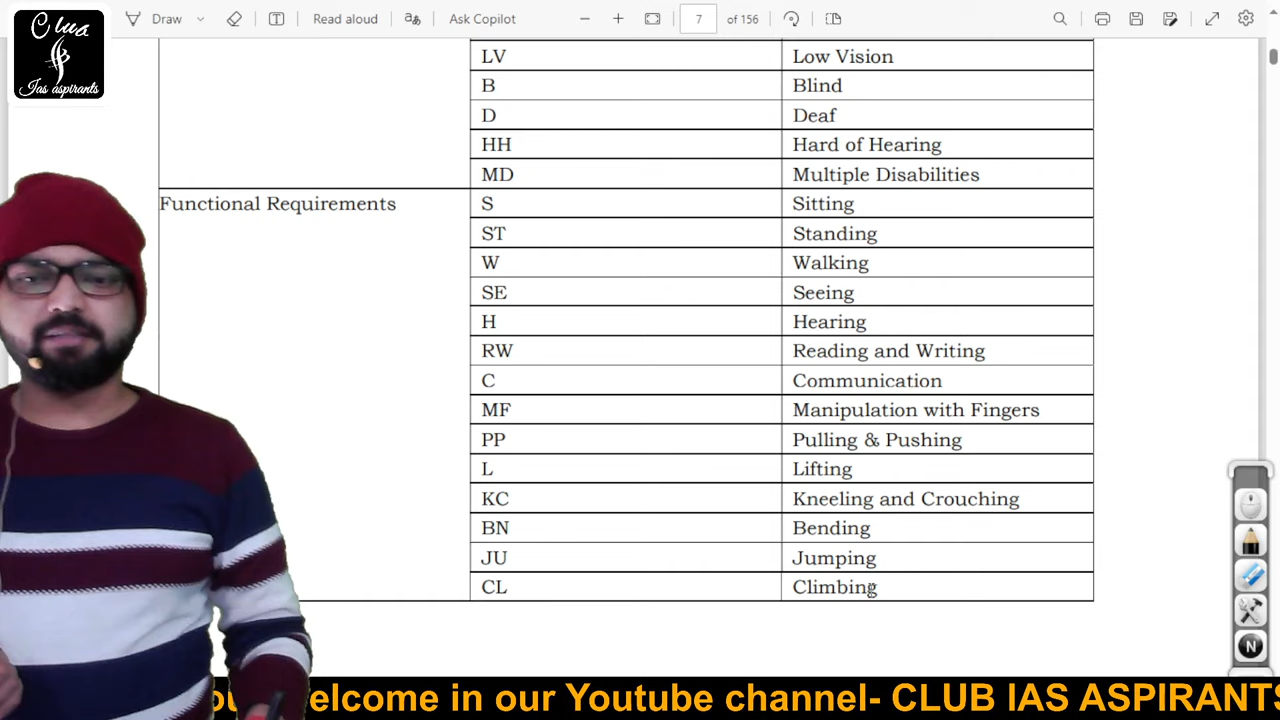 Club
Ias aspirants
Draw
Read aloud
aあ
Ask Copilot
7 of 156
LV Low Vision
B Blind
D Deaf
HH Hard of Hearing
MD Multiple Disabilities
Functional Requirements S Sitting
ST Standing
W Walking
SE Seeing
H Hearing
RW Reading and Writing
C Communication
MF Manipulation with Fingers
PP Pulling & Pushing
L Lifting
KC Kneeling and Crouching
BN Bending
JU Jumping
CL Climbing
N
elcome in our Youtube channel- CLUB IAS ASPIRANTS